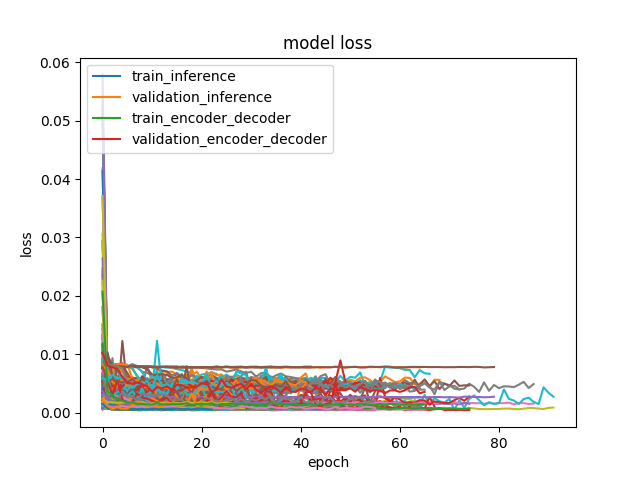 model loss
train_inference
validation_inference
train_encoder_decoder
validation_encoder_decoder
0.06
0.05
0.04
0.03
0.02
0.01
0.00
loss
0 20 40 60 80
epoch